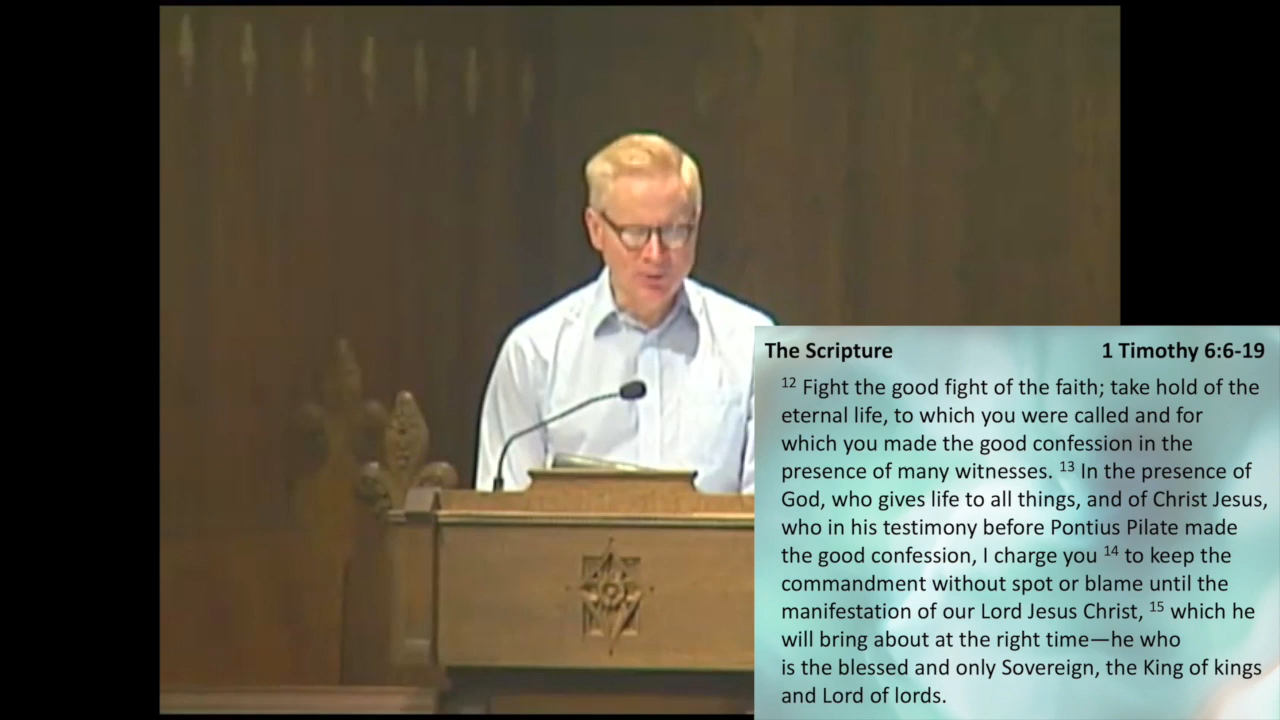 The Scripture 1 Timothy 6:6-19
12 Fight the good fight of the faith; take hold of the
eternal life, to which you were called and for
which you made the good confession in the
presence of many witnesses. 13 In the presence of
God, who gives life to all things, and of Christ Jesus,
who in his testimony before Pontius Pilate made
the good confession, I charge you 14 to keep the
commandment without spot or blame until the
manifestation of our Lord Jesus Christ, 15 which he
will bring about at the right time—he who
is the blessed and only Sovereign, the King of kings
and Lord of lords.